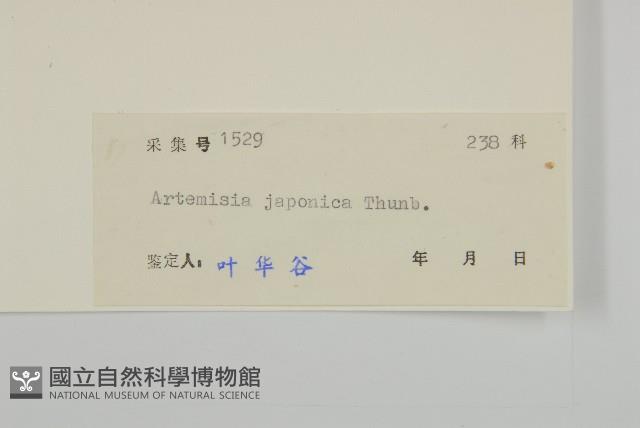 采集号 1529 238 科
Artemisia japonica Thunb.
鉴定人: 叶华谷 年 月 日
國立自然科學博物館
NATIONAL MUSEUM OF NATURAL SCIENCE